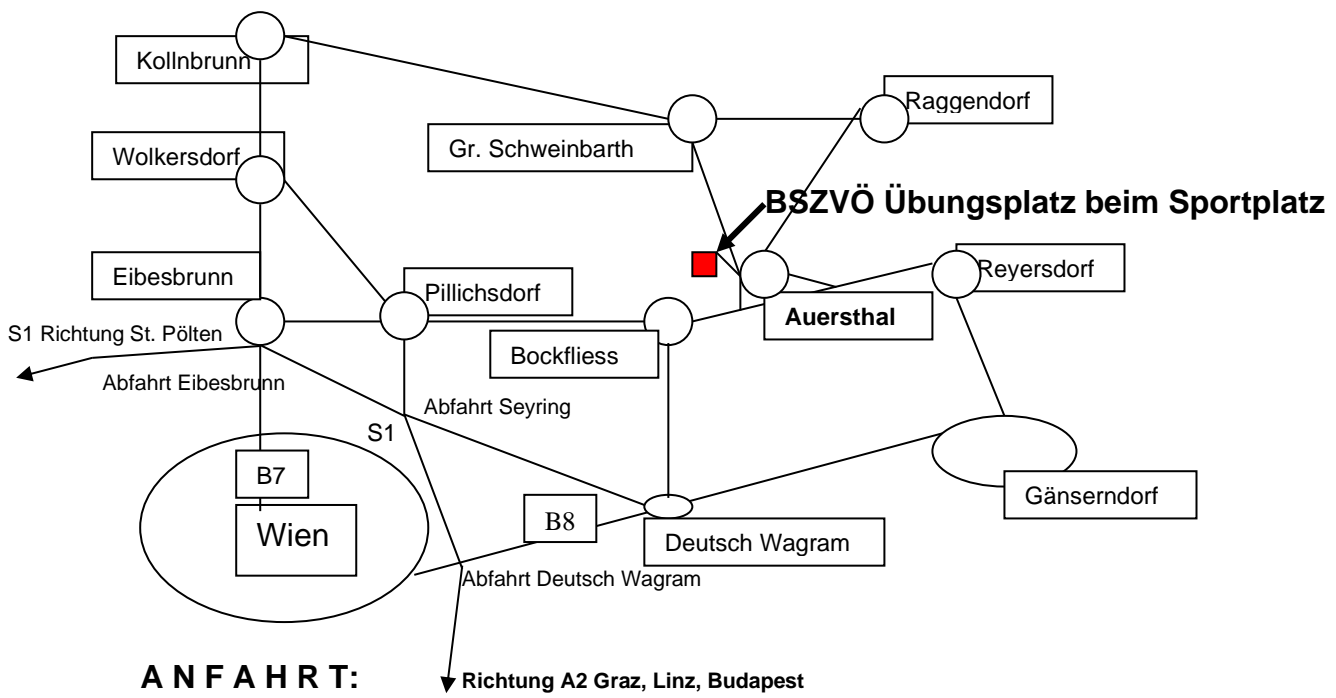 Kollnbrunn
Raggendorf
Gr. Schweinbarth
Wolkersdorf
BSZVÖ Übungsplatz beim Sportplatz
Eibesbrunn
Pillichsdorf
Reyersdorf
Auersthal
S1 Richtung St. Pölten
Bockfliess
Abfahrt Eibesbrunn
Abfahrt Seyring
S1
B7
Gänserndorf
B8
Wien
Deutsch Wagram
Abfahrt Deutsch Wagram
A N F A H R T:
Richtung A2 Graz, Linz, Budapest